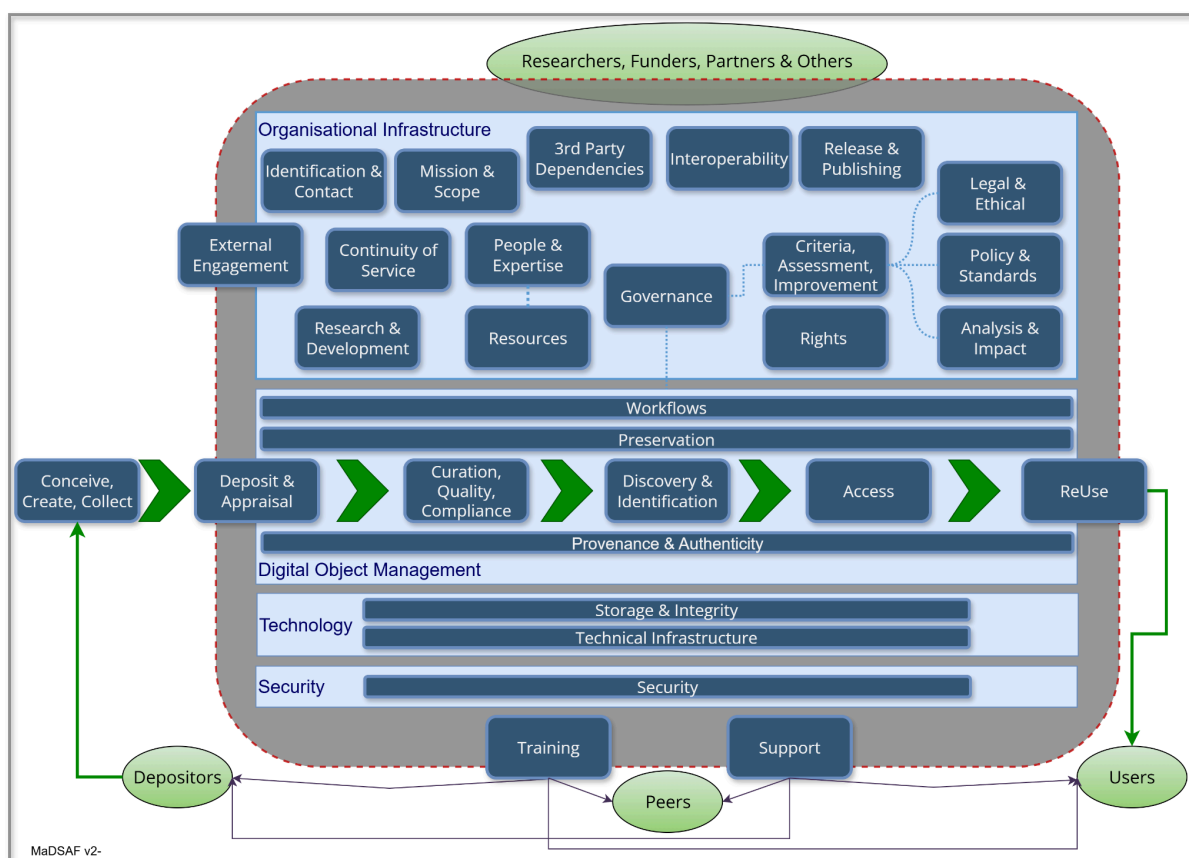 Researchers, Funders, Partners & Others
Organisational Infrastructure
Identification &
Contact
Mission &
Scope
3rd Party
Dependencies
Interoperability
Release &
Publishing
Legal &
Ethical
External
Engagement
Continuity of
Service
People &
Expertise
Governance
Criteria,
Assessment,
Improvement
Policy &
Standards
Research &
Development
Resources
Rights
Analysis &
Impact
Workflows
Preservation
Conceive,
Create, Collect
Deposit &
Appraisal
Curation,
Quality,
Compliance
Discovery &
Identification
Access
ReUse
Provenance & Authenticity
Digital Object Management
Technology
Storage & Integrity
Technical Infrastructure
Security
Security
Training
Support
Depositors
Peers
Users
MaDSAF v2-